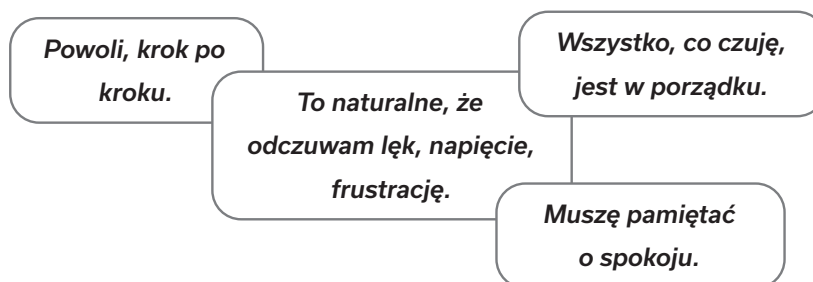 Powoli, krok po
kroku.
To naturalne, że
odczuwam lęk, napięcie,
frustrację.
Wszystko, co czuję,
jest w porządku.
Muszę pamiętać
o spokoju.